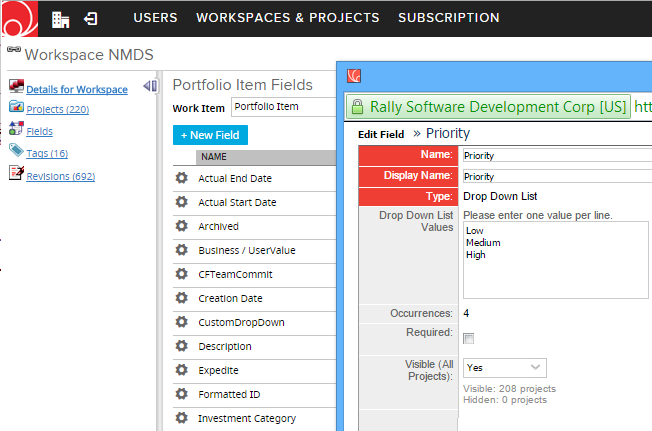 USERS WORKSPACES & PROJECTS SUBSCRIPTION
Workspace NMDS
Details for Workspace
Projects (220)
Fields
Tags (16)
Revisions (692)
Portfolio Item Fields
Work Item Portfolio Item
+ New Field
NAME
Actual End Date
Actual Start Date
Archived
Business / UserValue
CFTeamCommit
Creation Date
CustomDropDown
Description
Expedite
Formatted ID
Investment Category
Rally Software Development Corp [US] htt
Edit Field » Priority
Name: Priority
Display Name: Priority
Type: Drop Down List
Drop Down List Values
Please enter one value per line.
Low
Medium
High
Occurrences: 4
Required:
Visible (All Projects): Yes
Visible: 208 projects
Hidden: 0 projects